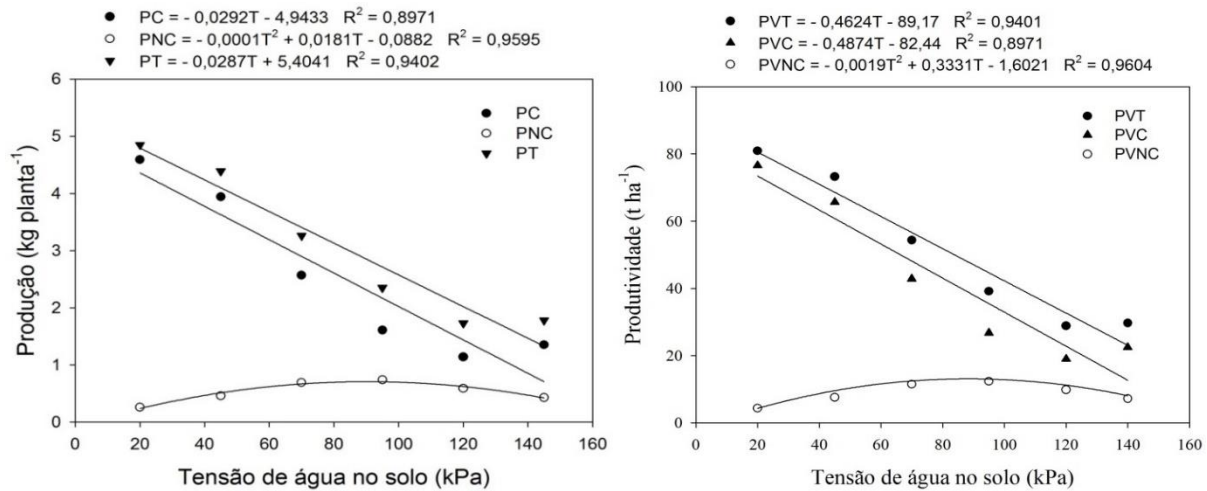 PC = - 0,0292T - 4,9433 R² = 0,8971
PNC = - 0,0001T² + 0,0181T - 0,0882 R² = 0,9595
PT = - 0,0287T + 5,4041 R² = 0,9402
6
5
4
3
2
1
0
Produção (kg planta⁻¹)
PC
PNC
PT
0 20 40 60 80 100 120 140 160
Tensão de água no solo (kPa)
PVT = - 0,4624T - 89,17 R² = 0,9401
PVC = - 0,4874T - 82,44 R² = 0,8971
PVNC = - 0,0019T² + 0,3331T - 1,6021 R² = 0,9604
100
80
60
40
20
0
Produtividade (t ha⁻¹)
PVT
PVC
PVNC
0 20 40 60 80 100 120 140 160
Tensão de água no solo (kPa)